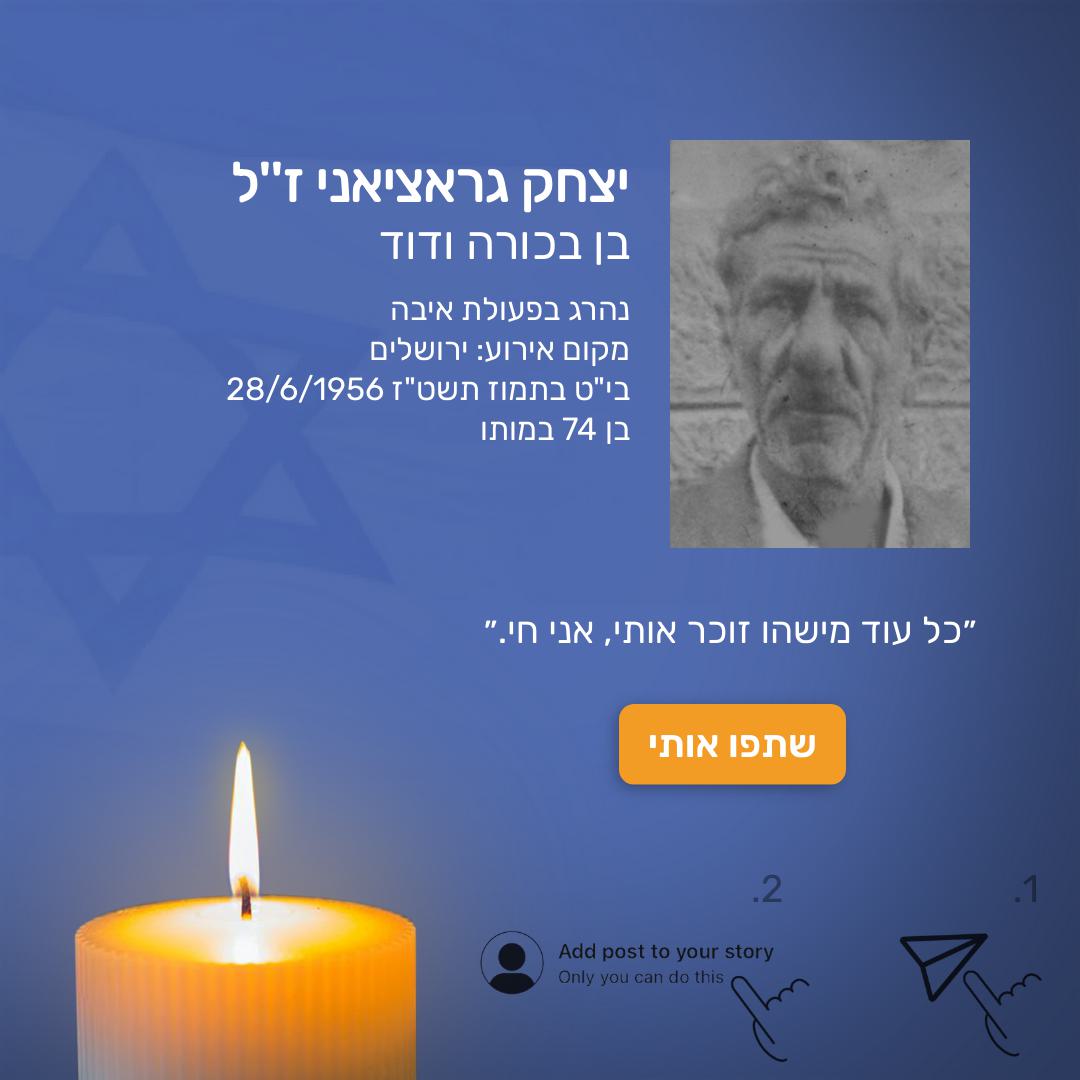 יצחק גראציאני ז"ל
בן בכורה ודוד
נהרג בפעולת איבה
מקום אירוע: ירושלים
בי"ט בתמוז תשט"ז 28/6/1956
בן 74 במותו
״כל עוד מישהו זוכר אותי, אני חי.״
שתפו אותי
1.
2.
Add post to your story
Only you can do this